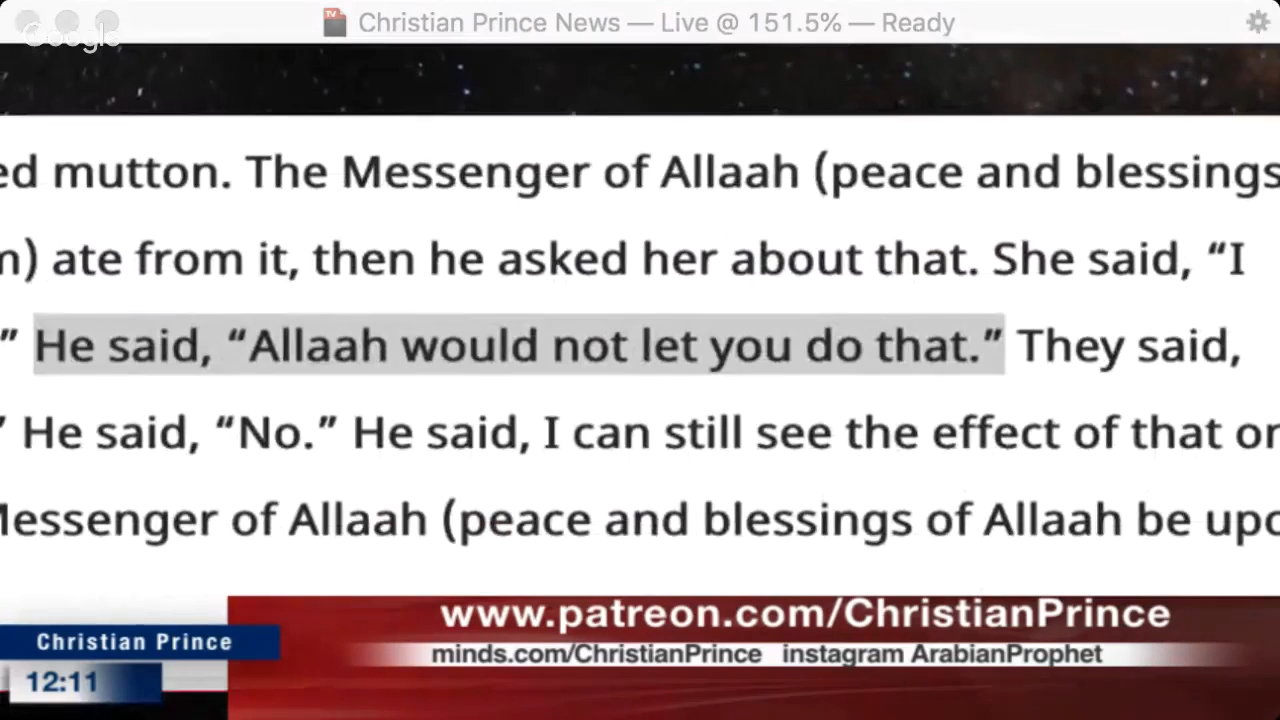 Christian Prince News — Live @ 151.5% — Ready
Google
ed mutton. The Messenger of Allaah (peace and blessings
m) ate from it, then he asked her about that. She said, “I
” He said, “Allaah would not let you do that.” They said,
” He said, “No.” He said, I can still see the effect of that on
Messenger of Allaah (peace and blessings of Allaah be upo
www.patreon.com/ChristianPrince
Christian Prince
minds.com/ChristianPrince instagram ArabianProphet
12:11